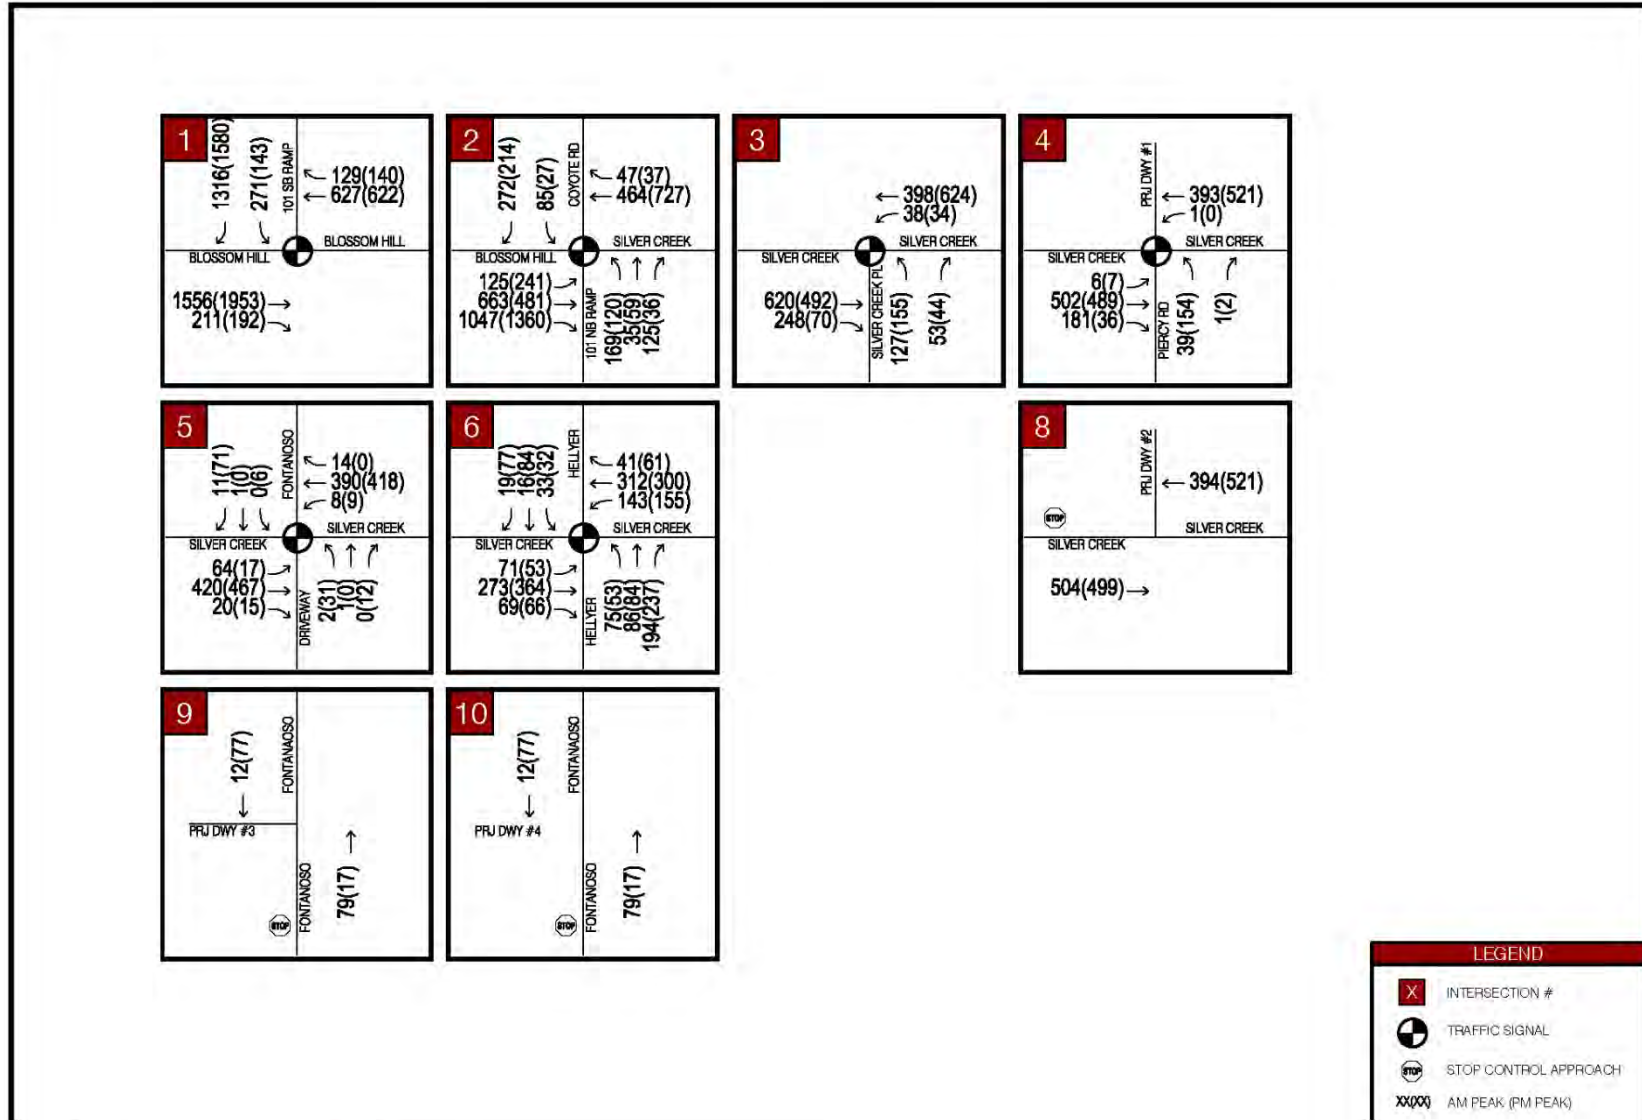 1
1316(1580)
271(143)
101 SB RAMP
129(140)
627(622)
BLOSSOM HILL
BLOSSOM HILL
1556(1953)
211(192)
2
272(214)
85(27)
COYOTE RD
47(37)
464(727)
SILVER CREEK
BLOSSOM HILL
125(241)
663(481)
1047(1360)
101 NB RAMP
169(120)
35(59)
125(36)
3
398(624)
38(34)
SILVER CREEK
SILVER CREEK
620(492)
248(70)
SILVER CREEK PL
127(155)
53(44)
4
PRJ DWY #1
393(521)
1(0)
SILVER CREEK
SILVER CREEK
6(7)
502(489)
181(36)
PIERCY RD
39(154)
1(2)
5
11(71)
1(0)
0(6)
FONTANOSO
14(0)
390(418)
8(9)
SILVER CREEK
SILVER CREEK
64(17)
420(467)
20(15)
DRIVEWAY
2(31)
1(0)
0(12)
6
19(77)
16(84)
33(32)
HELLYER
41(61)
312(300)
143(155)
SILVER CREEK
SILVER CREEK
71(53)
273(364)
69(66)
HELLYER
75(53)
86(84)
194(237)
8
PRJ DWY #2
394(521)
STOP
SILVER CREEK
SILVER CREEK
504(499)
9
12(77)
FONTANAOSO
PRJ DWY #3
79(17)
FONTANOSO
STOP
10
12(77)
FONTANAOSO
PRJ DWY #4
79(17)
FONTANOSO
STOP
LEGEND
X INTERSECTION #
TRAFFIC SIGNAL
STOP STOP CONTROL APPROACH
XX(XX) AM PEAK (PM PEAK)